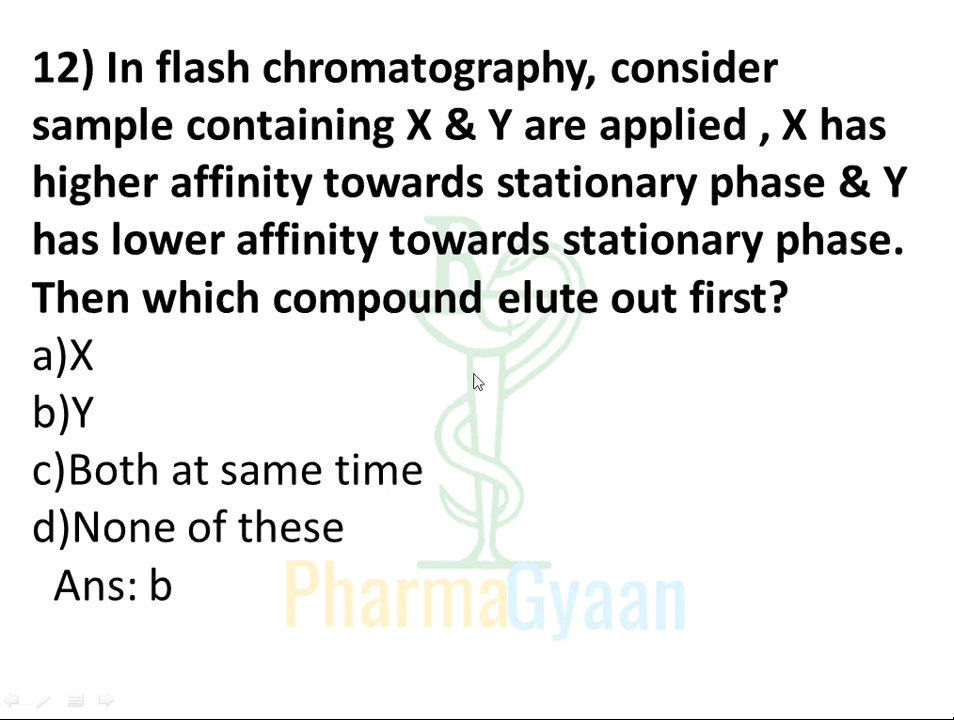 12) In flash chromatography, consider
sample containing X & Y are applied , X has
higher affinity towards stationary phase & Y
has lower affinity towards stationary phase.
Then which compound elute out first?
a)X
b)Y
c)Both at same time
d)None of these
Ans: b
PharmaGyaan